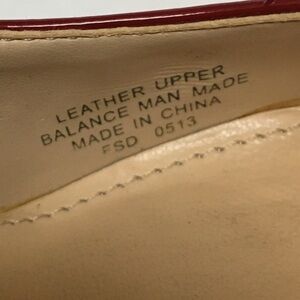 LEATHER UPPER
BALANCE MAN MADE
MADE IN CHINA
FSD 0513